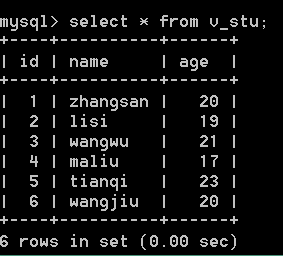 mysql> select * from v_stu;
+----+----------+------+
| id | name     | age  |
+----+----------+------+
|  1 | zhangsan |   20 |
|  2 | lisi     |   19 |
|  3 | wangwu   |   21 |
|  4 | maliu    |   17 |
|  5 | tianqi   |   23 |
|  6 | wangjiu  |   20 |
+----+----------+------+
6 rows in set (0.00 sec)